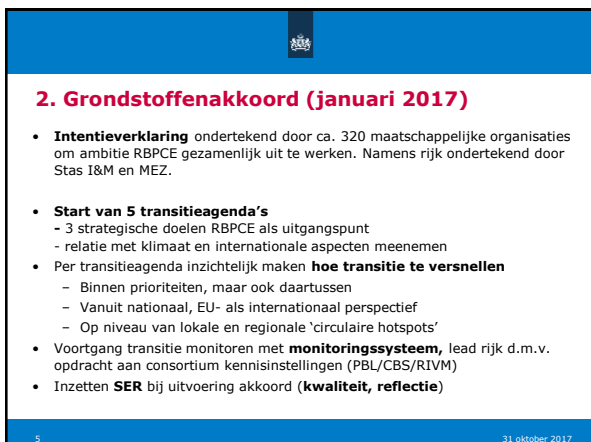 2. Grondstoffenakkoord (januari 2017)
• Intentieverklaring ondertekend door ca. 320 maatschappelijke organisaties
om ambitie RBPCE gezamenlijk uit te werken. Namens rijk ondertekend door
Stas I&M en MEZ.
• Start van 5 transitieagenda's
- 3 strategische doelen RBPCE als uitgangspunt
- relatie met klimaat en internationale aspecten meenemen
• Per transitieagenda inzichtelijk maken hoe transitie te versnellen
– Binnen prioriteiten, maar ook daartussen
– Vanuit nationaal, EU- als internationaal perspectief
– Op niveau van lokale en regionale 'circulaire hotspots'
• Voortgang transitie monitoren met monitoringssysteem, lead rijk d.m.v.
opdracht aan consortium kennisinstellingen (PBL/CBS/RIVM)
• Inzetten SER bij uitvoering akkoord (kwaliteit, reflectie)
5 31 oktober 2017